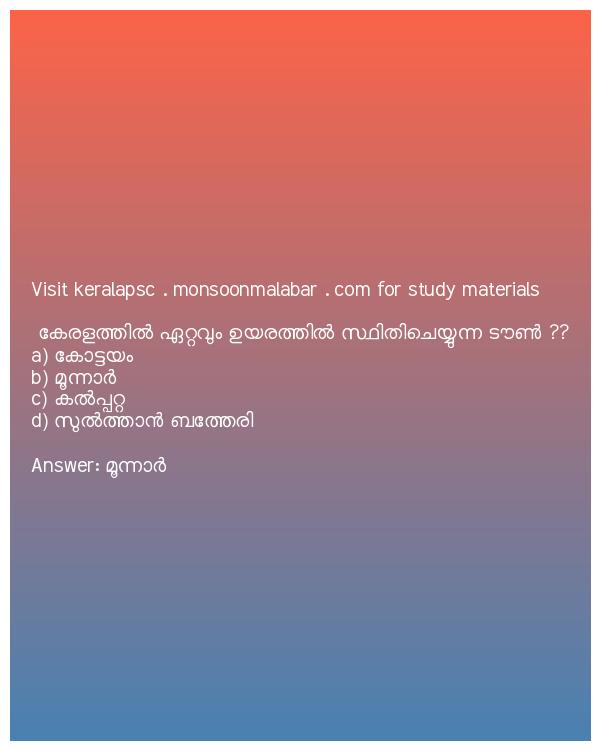 Visit keralapsc . monsoonmalabar . com for study materials
കേരളത്തിൽ ഏറ്റവും ഉയരത്തിൽ സ്ഥിതിചെയ്യുന്ന ടൗൺ ??
a) കോട്ടയം
b) മൂന്നാർ
c) കൽപ്പറ്റ
d) സുൽത്താൻ ബത്തേരി
Answer: മൂന്നാർ